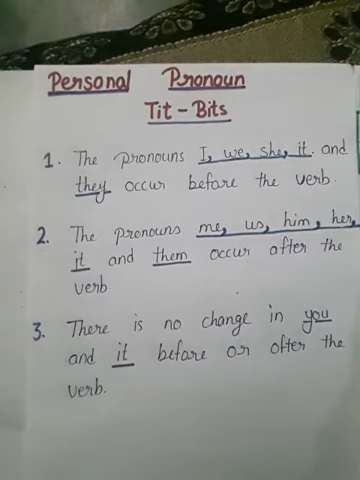 Personal Pronoun
Tit-Bits
1. The pronouns I, we, she, it. and
they occur before the verb.
2. The pronouns me, us, him, her,
it and them occur after the
verb
3. There is no change in you
and it before or after the
verb.